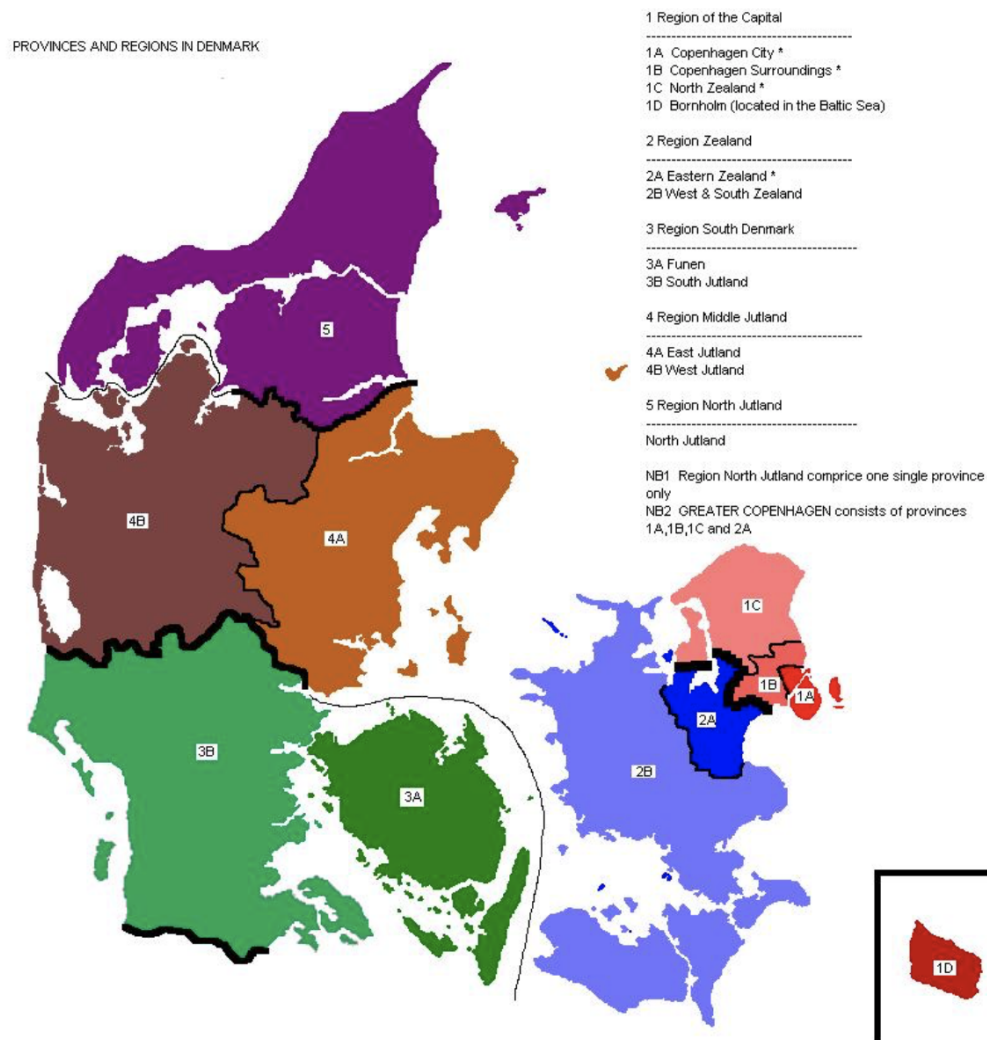 PROVINCES AND REGIONS IN DENMARK
1 Region of the Capital
----------------------------------------
1A Copenhagen City *
1B Copenhagen Surroundings *
1C North Zealand *
1D Bornholm (located in the Baltic Sea)
2 Region Zealand
----------------------------------------
2A Eastern Zealand *
2B West & South Zealand
3 Region South Denmark
-----------------------------------------
3A Funen
3B South Jutland
4 Region Middle Jutland
------------------------------------------
4A East Jutland
4B West Jutland
5 Region North Jutland
-----------------------------------------
North Jutland
NB1 Region North Jutland comprice one single province
only
NB2 GREATER COPENHAGEN consists of provinces
1A,1B,1C and 2A
5
4B
4A
1C
1B
1A
2A
3B
2B
3A
1D